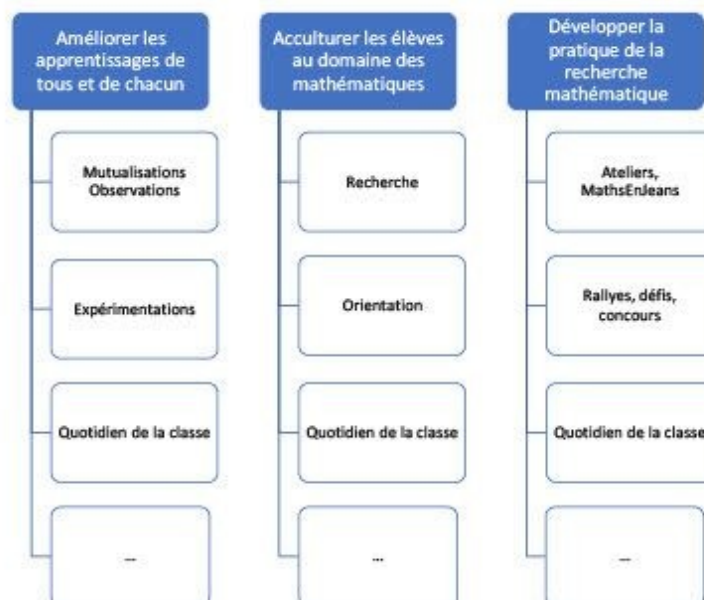 Améliorer les
apprentissages de
tous et de chacun
Mutualisations
Observations
Expérimentations
Quotidien de la classe
...
Acculturer les élèves
au domaine des
mathématiques
Recherche
Orientation
Quotidien de la classe
...
Développer la
pratique de la
recherche
mathématique
Ateliers,
MathsEnJeans
Rallyes, défis,
concours
Quotidien de la classe
...